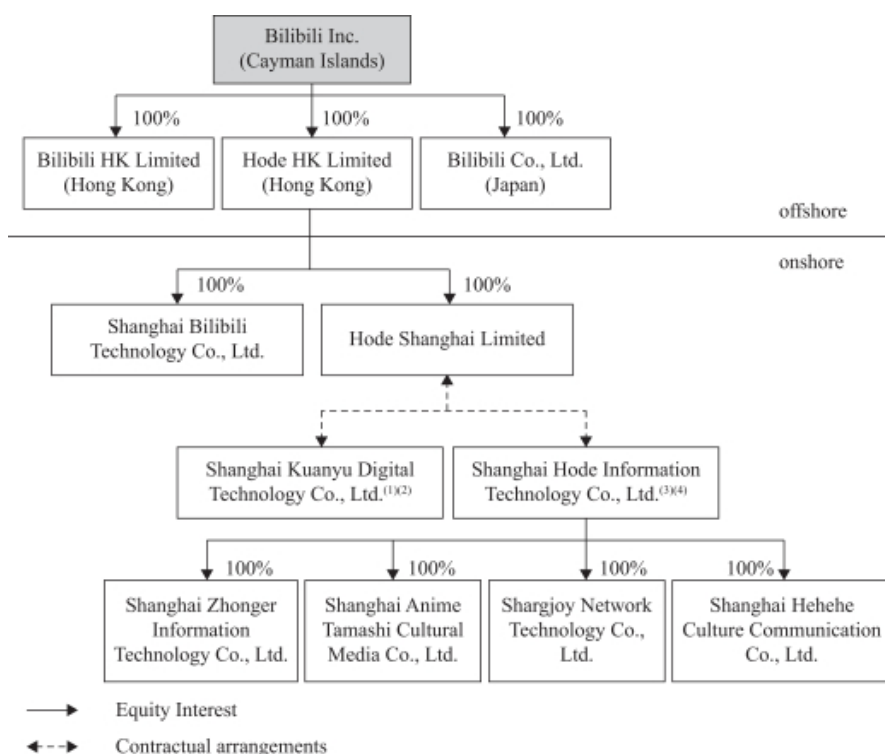 Bilibili Inc.
(Cayman Islands)
100%
100%
100%
Bilibili HK Limited
(Hong Kong)
Hode HK Limited
(Hong Kong)
Bilibili Co., Ltd.
(Japan)
offshore
onshore
100%
100%
Shanghai Bilibili
Technology Co., Ltd.
Hode Shanghai Limited
Shanghai Kuanyu Digital
Technology Co., Ltd.(1)(2)
Shanghai Hode Information
Technology Co., Ltd.(3)(4)
100%
100%
100%
100%
Shanghai Zhonger
Information
Technology Co., Ltd.
Shanghai Anime
Tamashi Cultural
Media Co., Ltd.
Shargjoy Network
Technology Co.,
Ltd.
Shanghai Hehehe
Culture Communication
Co., Ltd.
Equity Interest
Contractual arrangements